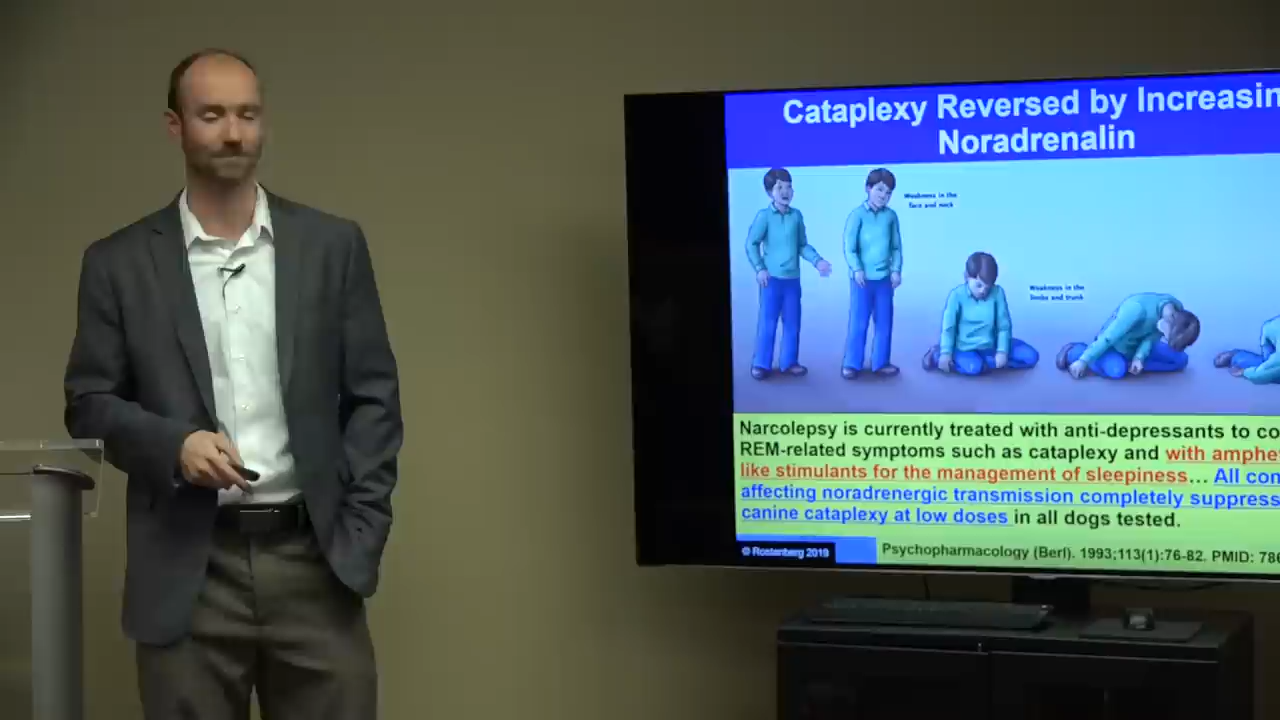 Cataplexy Reversed by Increasin
Noradrenalin
Weakness in the
face and neck
Weakness in the
limbs and trunk
Narcolepsy is currently treated with anti-depressants to co
REM-related symptoms such as cataplexy and with amphe
like stimulants for the management of sleepiness... All con
affecting noradrenergic transmission completely suppress
canine cataplexy at low doses in all dogs tested.
© Rostenberg 2019
Psychopharmacology (Berl). 1993;113(1):76-82. PMID: 786